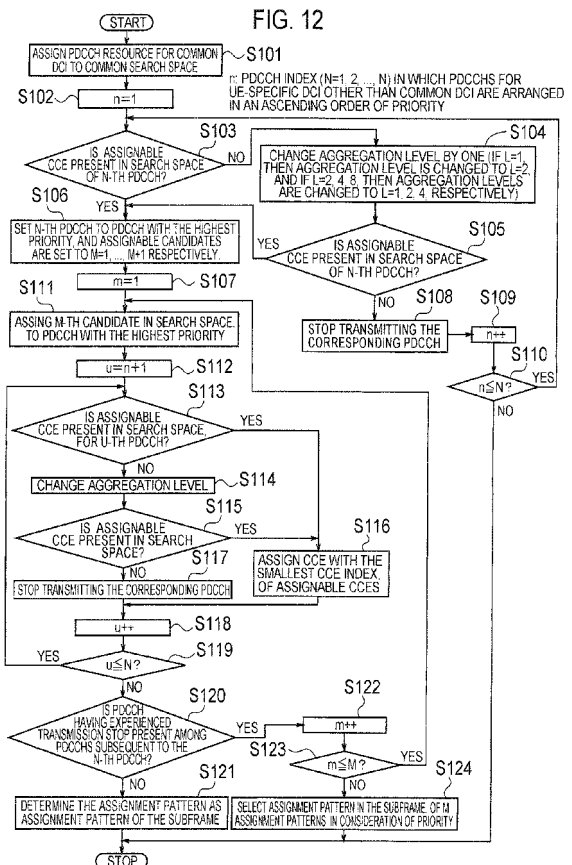 FIG. 12
START
ASSIGN PDCCH RESOURCE FOR COMMON
DCI TO COMMON SEARCH SPACE
S101
n: PDCCH INDEX (N=1, 2, ..., N) IN WHICH PDCCHS FOR
UE-SPECIFIC DCI OTHER THAN COMMON DCI ARE ARRANGED
IN AN ASCENDING ORDER OF PRIORITY
S102
n=1
S103
IS
ASSIGNABLE
CCE PRESENT IN SEARCH SPACE
OF N-TH PDCCH?
NO
YES
S104
CHANGE AGGREGATION LEVEL BY ONE (IF L=1,
THEN AGGREGATION LEVEL IS CHANGED TO L=2,
AND IF L=2, 4, 8, THEN AGGREGATION LEVELS
ARE CHANGED TO L=1, 2, 4, RESPECTIVELY)
S105
IS ASSIGNABLE
CCE PRESENT IN SEARCH SPACE
OF N-TH PDCCH?
YES
NO
S106
SET N-TH PDCCH TO PDCCH WITH THE HIGHEST
PRIORITY, AND ASSIGNABLE CANDIDATES
ARE SET TO M=1, ..., M+1 RESPECTIVELY.
m=1
S107
S108
STOP TRANSMITTING THE
CORRESPONDING PDCCH
S109
n++
S110
n≦N?
YES
NO
S111
ASSING M-TH CANDIDATE IN SEARCH SPACE,
TO PDCCH WITH THE HIGHEST PRIORITY
u=n+1
S112
S113
IS
ASSIGNABLE
CCE PRESENT IN SEARCH SPACE,
FOR U-TH PDCCH?
YES
NO
CHANGE AGGREGATION LEVEL
S114
S115
IS ASSIGNABLE
CCE PRESENT IN SEARCH
SPACE?
YES
NO
S116
ASSIGN CCE WITH THE
SMALLEST CCE INDEX,
OF ASSIGNABLE CCES
S117
STOP TRANSMITTING THE CORRESPONDING PDCCH
u++
S118
u≦N?
S119
YES
NO
S120
IS
PDCCH
HAVING EXPERIENCED
TRANSMISSION STOP PRESENT AMONG
PDCCHS SUBSEQUENT TO THE
N-TH PDCCH?
YES
NO
S122
m++
S123
m≦M?
YES
NO
S121
DETERMINE THE ASSIGNMENT PATTERN AS
ASSIGNMENT PATTERN OF THE SUBFRAME
S124
SELECT ASSIGNMENT PATTERN IN THE SUBFRAME, OF M
ASSIGNMENT PATTERNS IN CONSIDERATION OF PRIORITY
STOP